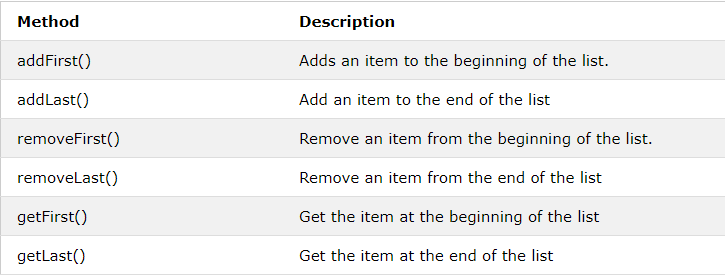 Method Description
addFirst() Adds an item to the beginning of the list.
addLast() Add an item to the end of the list
removeFirst() Remove an item from the beginning of the list.
removeLast() Remove an item from the end of the list
getFirst() Get the item at the beginning of the list
getLast() Get the item at the end of the list